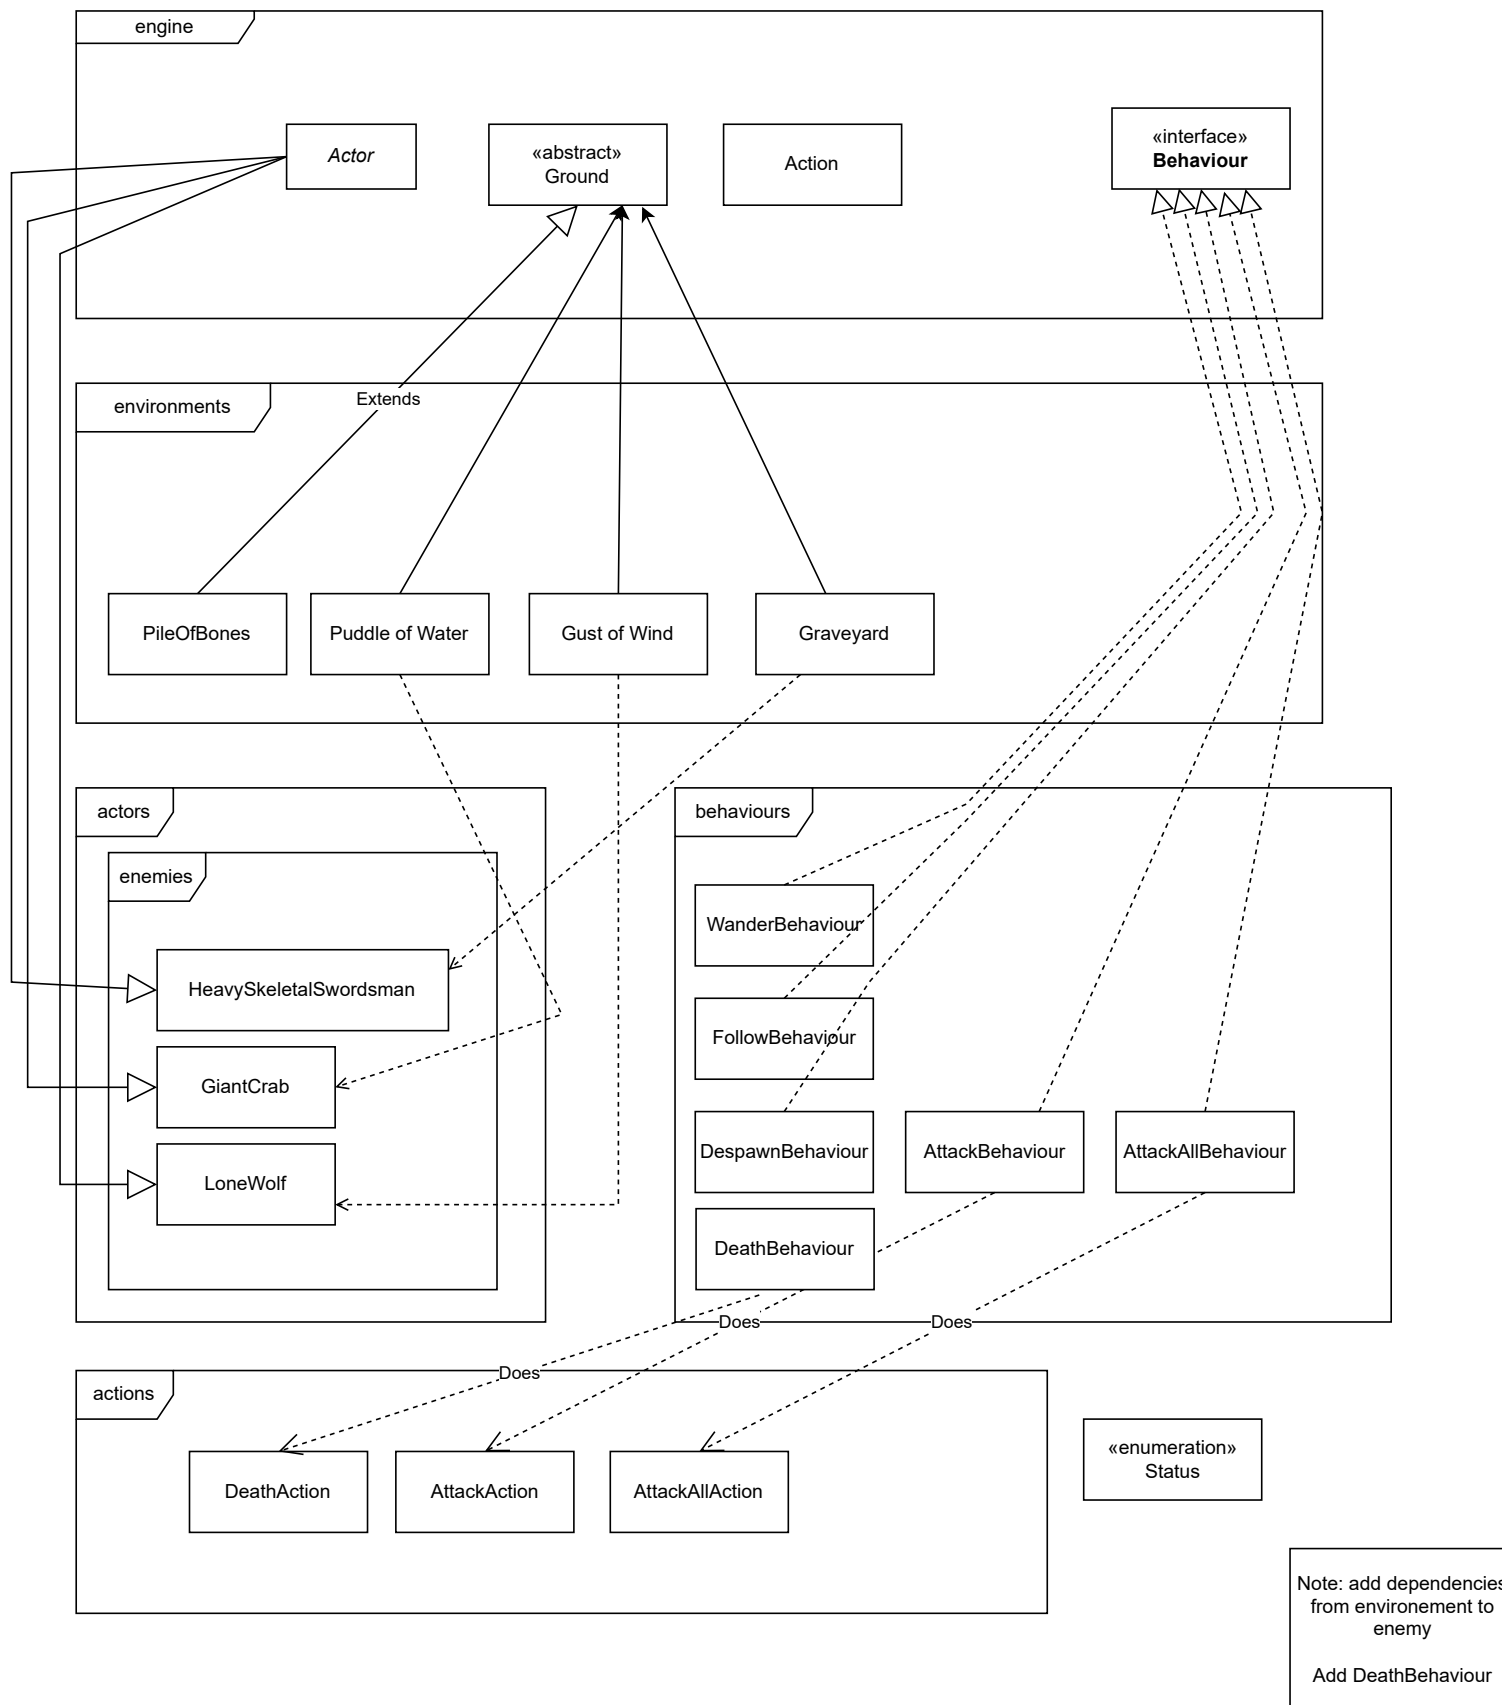 engine
Actor
«abstract»
Ground
Action
«interface»
Behaviour
Extends
environments
PileOfBones
Puddle of Water
Gust of Wind
Graveyard
actors
behaviours
enemies
WanderBehaviour
HeavySkeletalSwordsman
FollowBehaviour
GiantCrab
DespawnBehaviour
AttackBehaviour
AttackAllBehaviour
LoneWolf
DeathBehaviour
Does
Does
Does
actions
«enumeration»
Status
DeathAction
AttackAction
AttackAllAction
Note: add dependencies
from environement to
enemy
Add DeathBehaviour